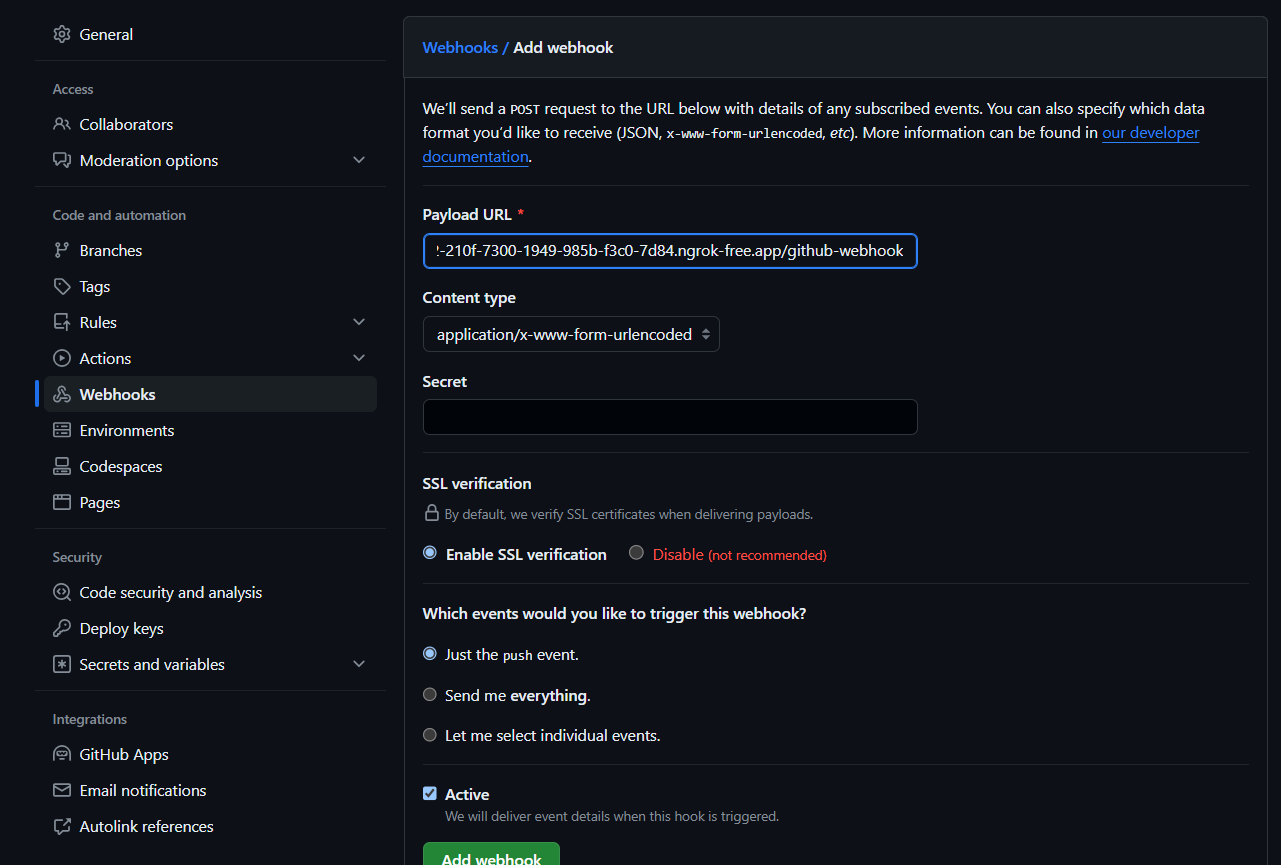 General
Access
Collaborators
Moderation options
Code and automation
Branches
Tags
Rules
Actions
Webhooks
Environments
Codespaces
Pages
Security
Code security and analysis
Deploy keys
Secrets and variables
Integrations
GitHub Apps
Email notifications
Autolink references
Webhooks / Add webhook
We'll send a POST request to the URL below with details of any subscribed events. You can also specify which data
format you'd like to receive (JSON, x-www-form-urlencoded, etc). More information can be found in our developer
documentation.
Payload URL *
-210f-7300-1949-985b-f3c0-7d84.ngrok-free.app/github-webhook
Content type
application/x-www-form-urlencoded
Secret
SSL verification
By default, we verify SSL certificates when delivering payloads.
Enable SSL verification Disable (not recommended)
Which events would you like to trigger this webhook?
Just the push event.
Send me everything.
Let me select individual events.
Active
We will deliver event details when this hook is triggered.
Add webhook